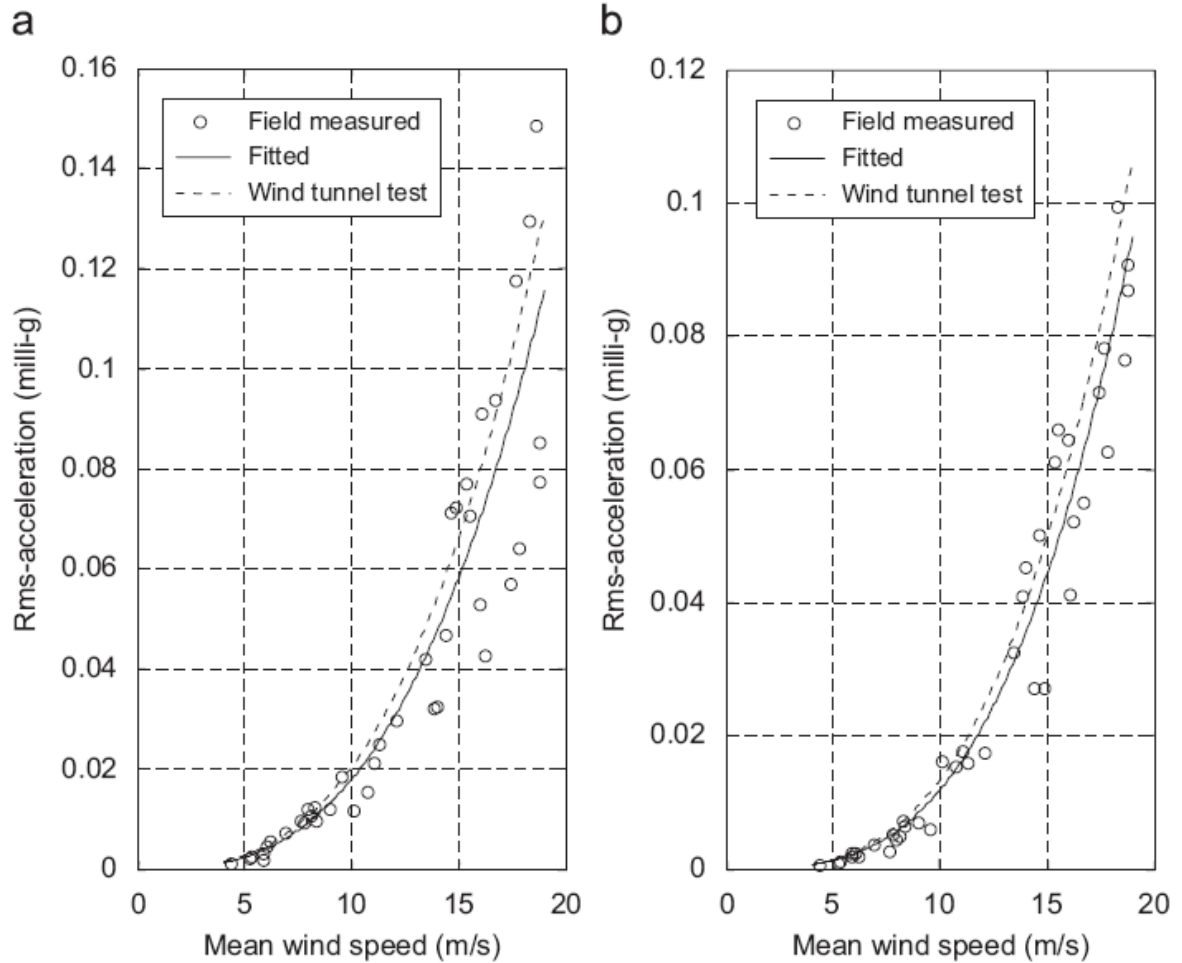 a
0.16
0.14
0.12
0.1
0.08
0.06
0.04
0.02
0
Rms-acceleration (milli-g)
Field measured
Fitted
Wind tunnel test
0 5 10 15 20
Mean wind speed (m/s)
b
0.12
0.1
0.08
0.06
0.04
0.02
0
Rms-acceleration (milli-g)
Field measured
Fitted
Wind tunnel test
0 5 10 15 20
Mean wind speed (m/s)